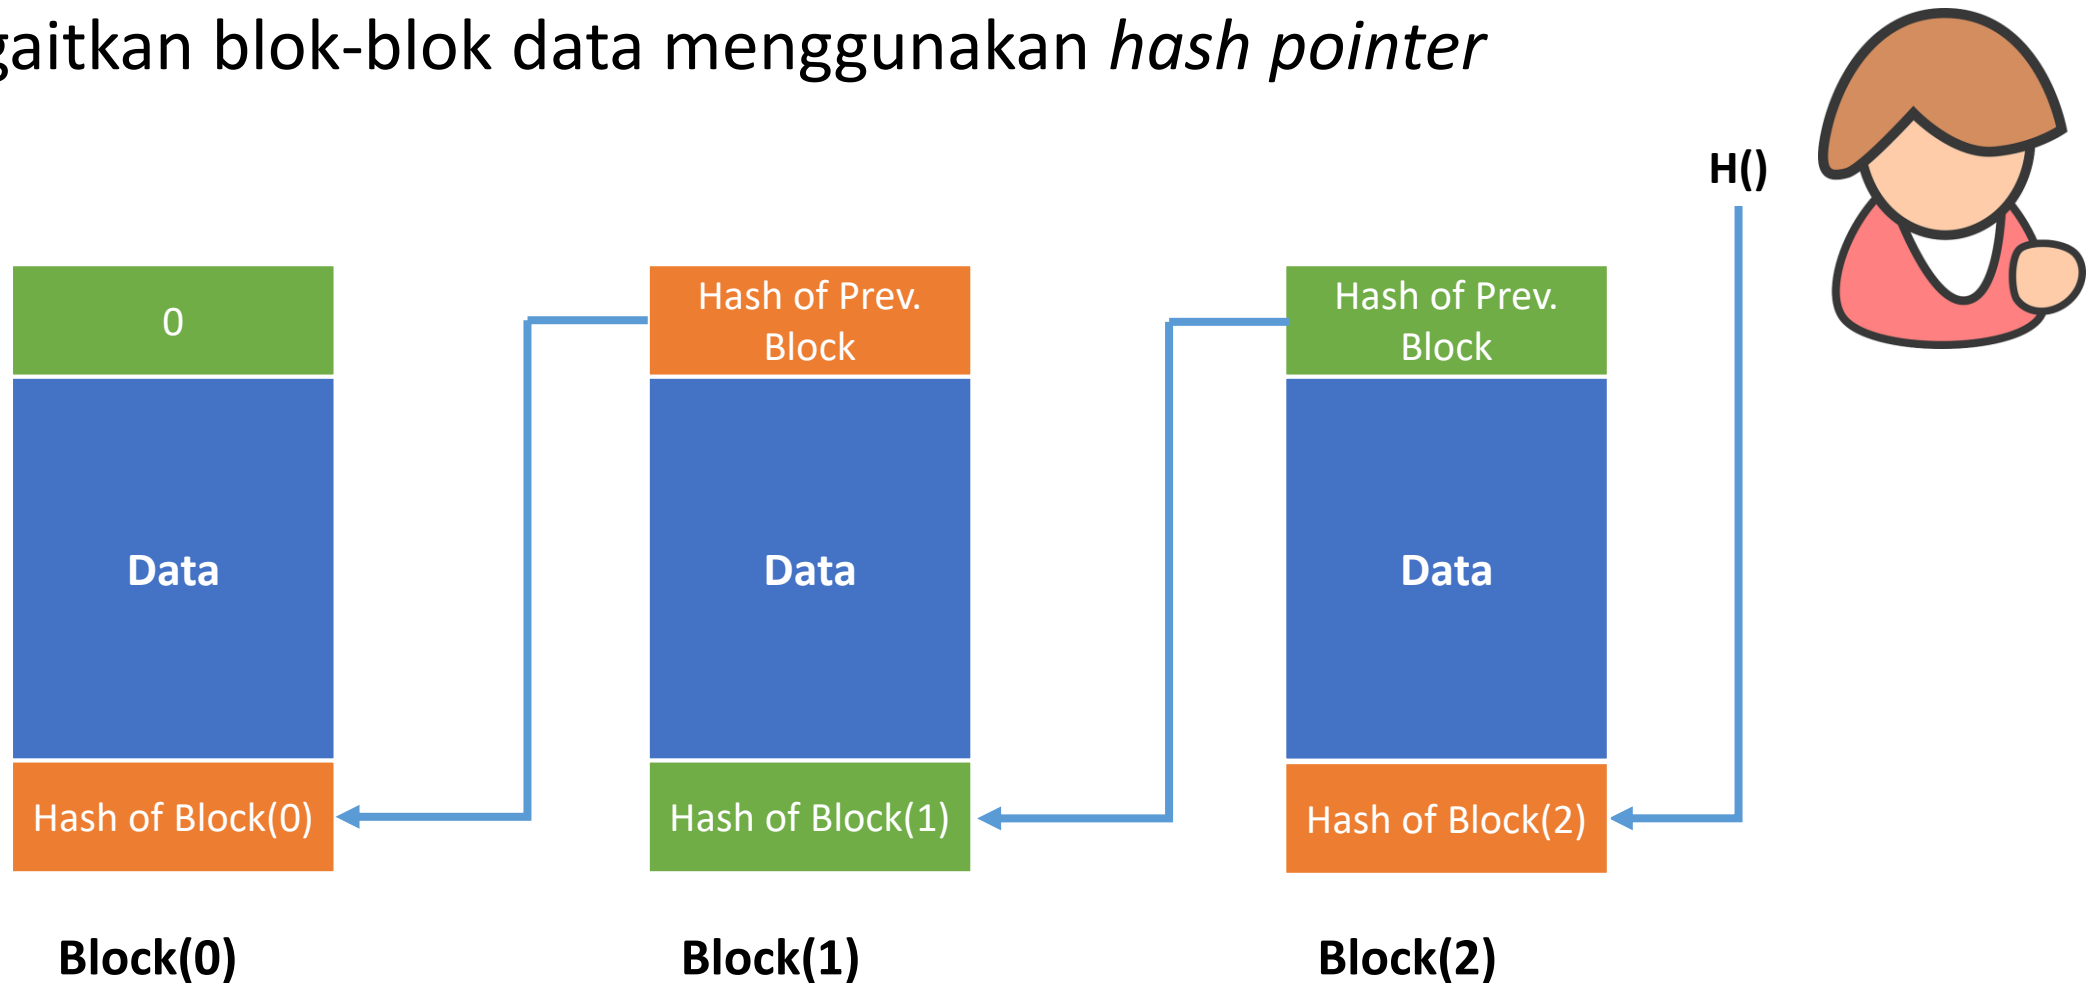 gaitkan blok-blok data menggunakan hash pointer
H()
0
Hash of Prev.
Block
Hash of Prev.
Block
Data
Data
Data
Hash of Block(0)
Hash of Block(1)
Hash of Block(2)
Block(0)
Block(1)
Block(2)